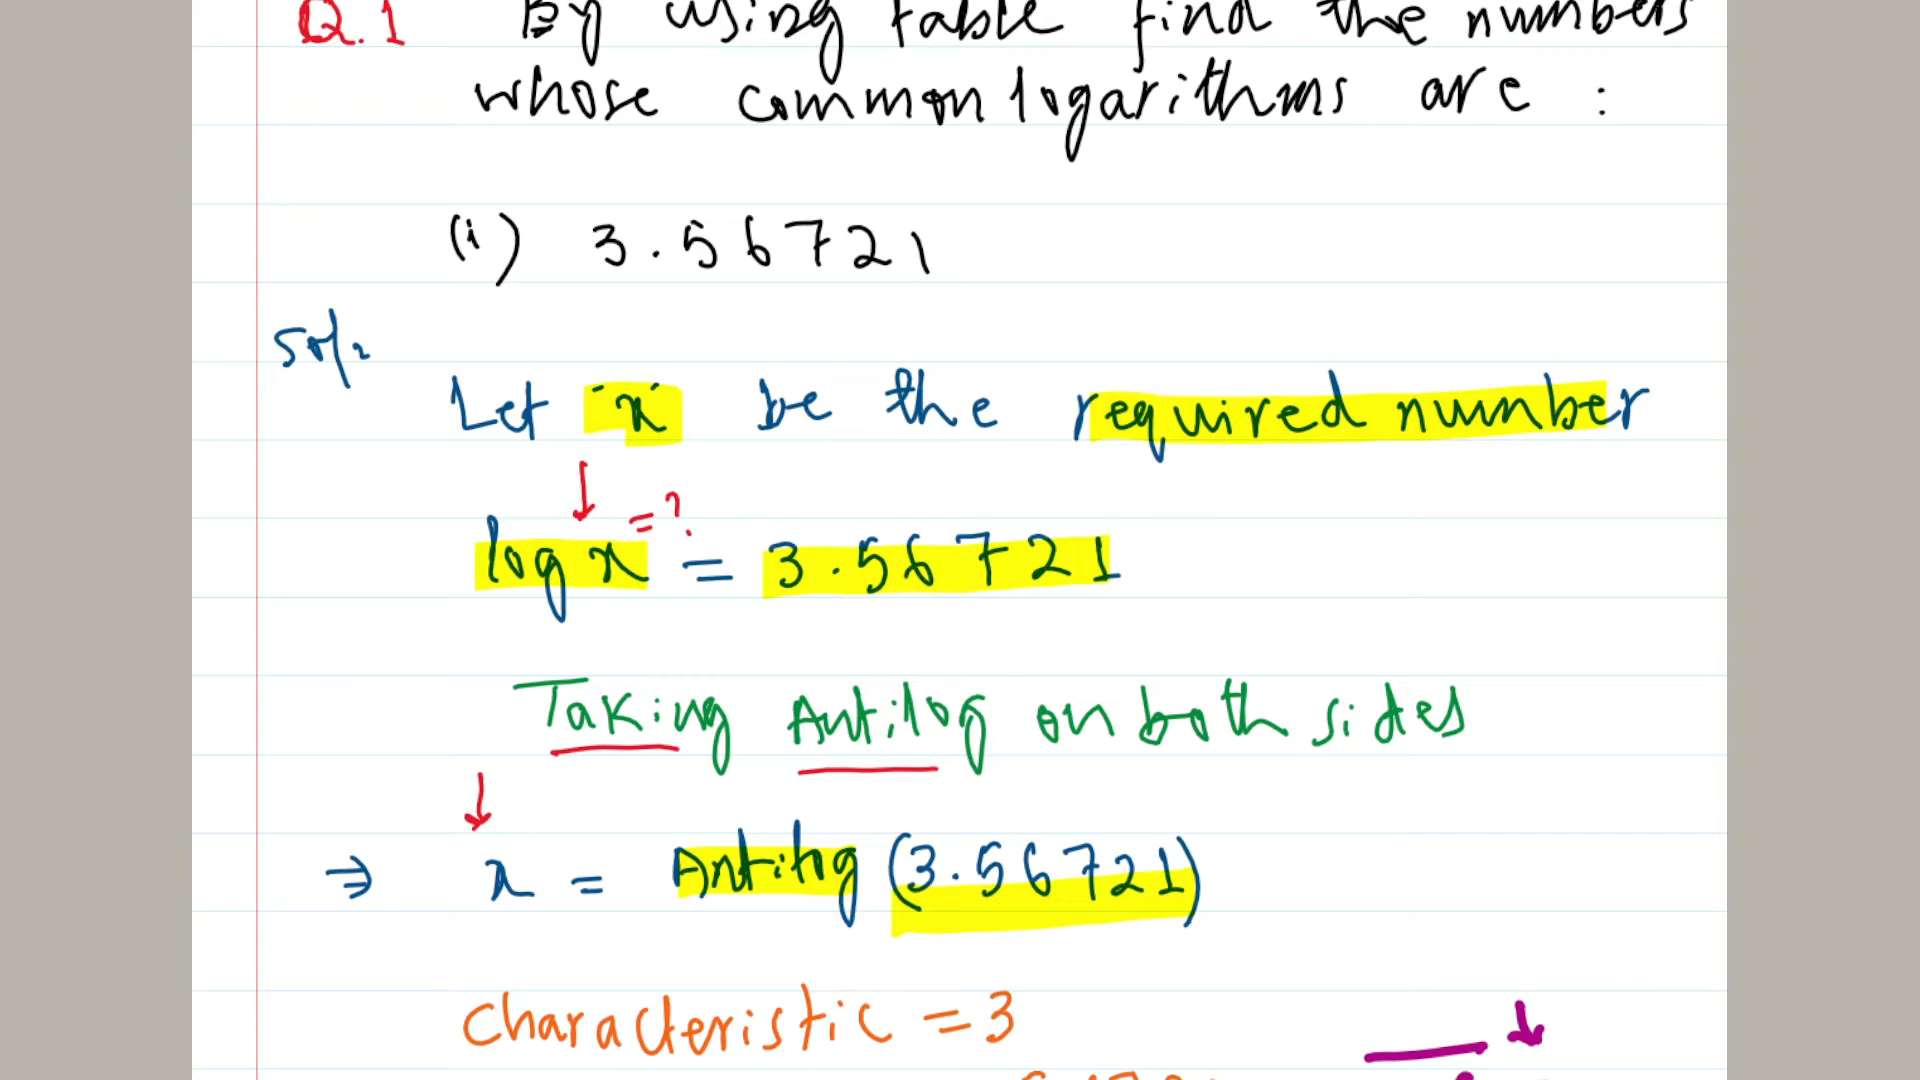 Q.1 By using table find the numbers
whose common logarithms are :
(i) 3.56721
Sol:
Let 'x' be the required number
= ?
log x = 3.56721
Taking Antilog on both sides
⇒ x = Antilog (3.56721)
Characteristic = 3